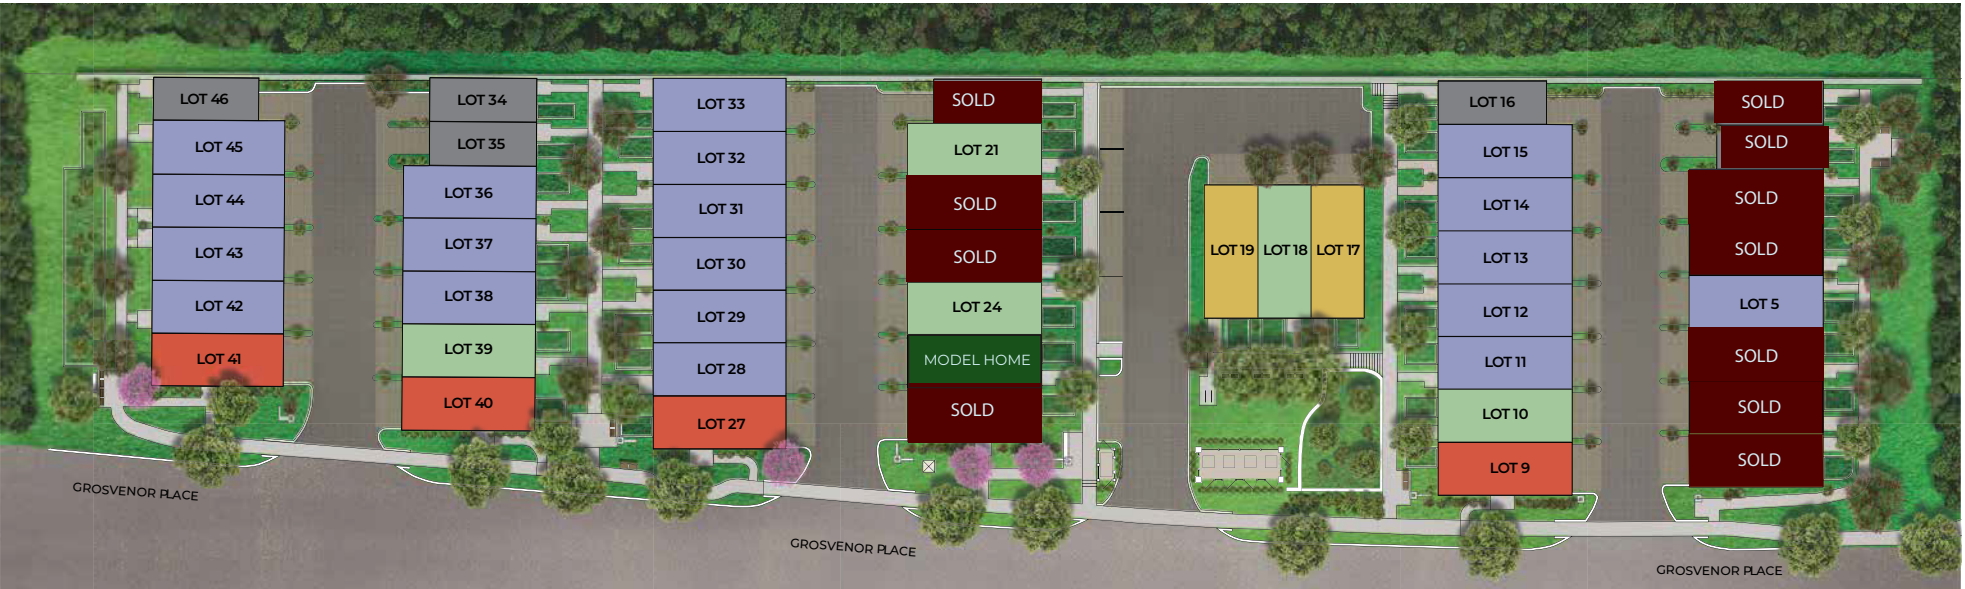 LOT 46
LOT 45
LOT 44
LOT 43
LOT 42
LOT 41
LOT 34
LOT 35
LOT 36
LOT 37
LOT 38
LOT 39
LOT 40
LOT 33
LOT 32
LOT 31
LOT 30
LOT 29
LOT 28
LOT 27
SOLD
LOT 21
SOLD
SOLD
LOT 24
MODEL HOME
SOLD
LOT 19 LOT 18 LOT 17
LOT 16
LOT 15
LOT 14
LOT 13
LOT 12
LOT 11
LOT 10
LOT 9
SOLD
SOLD
SOLD
SOLD
LOT 5
SOLD
SOLD
SOLD
GROSVENOR PLACE
GROSVENOR PLACE
GROSVENOR PLACE